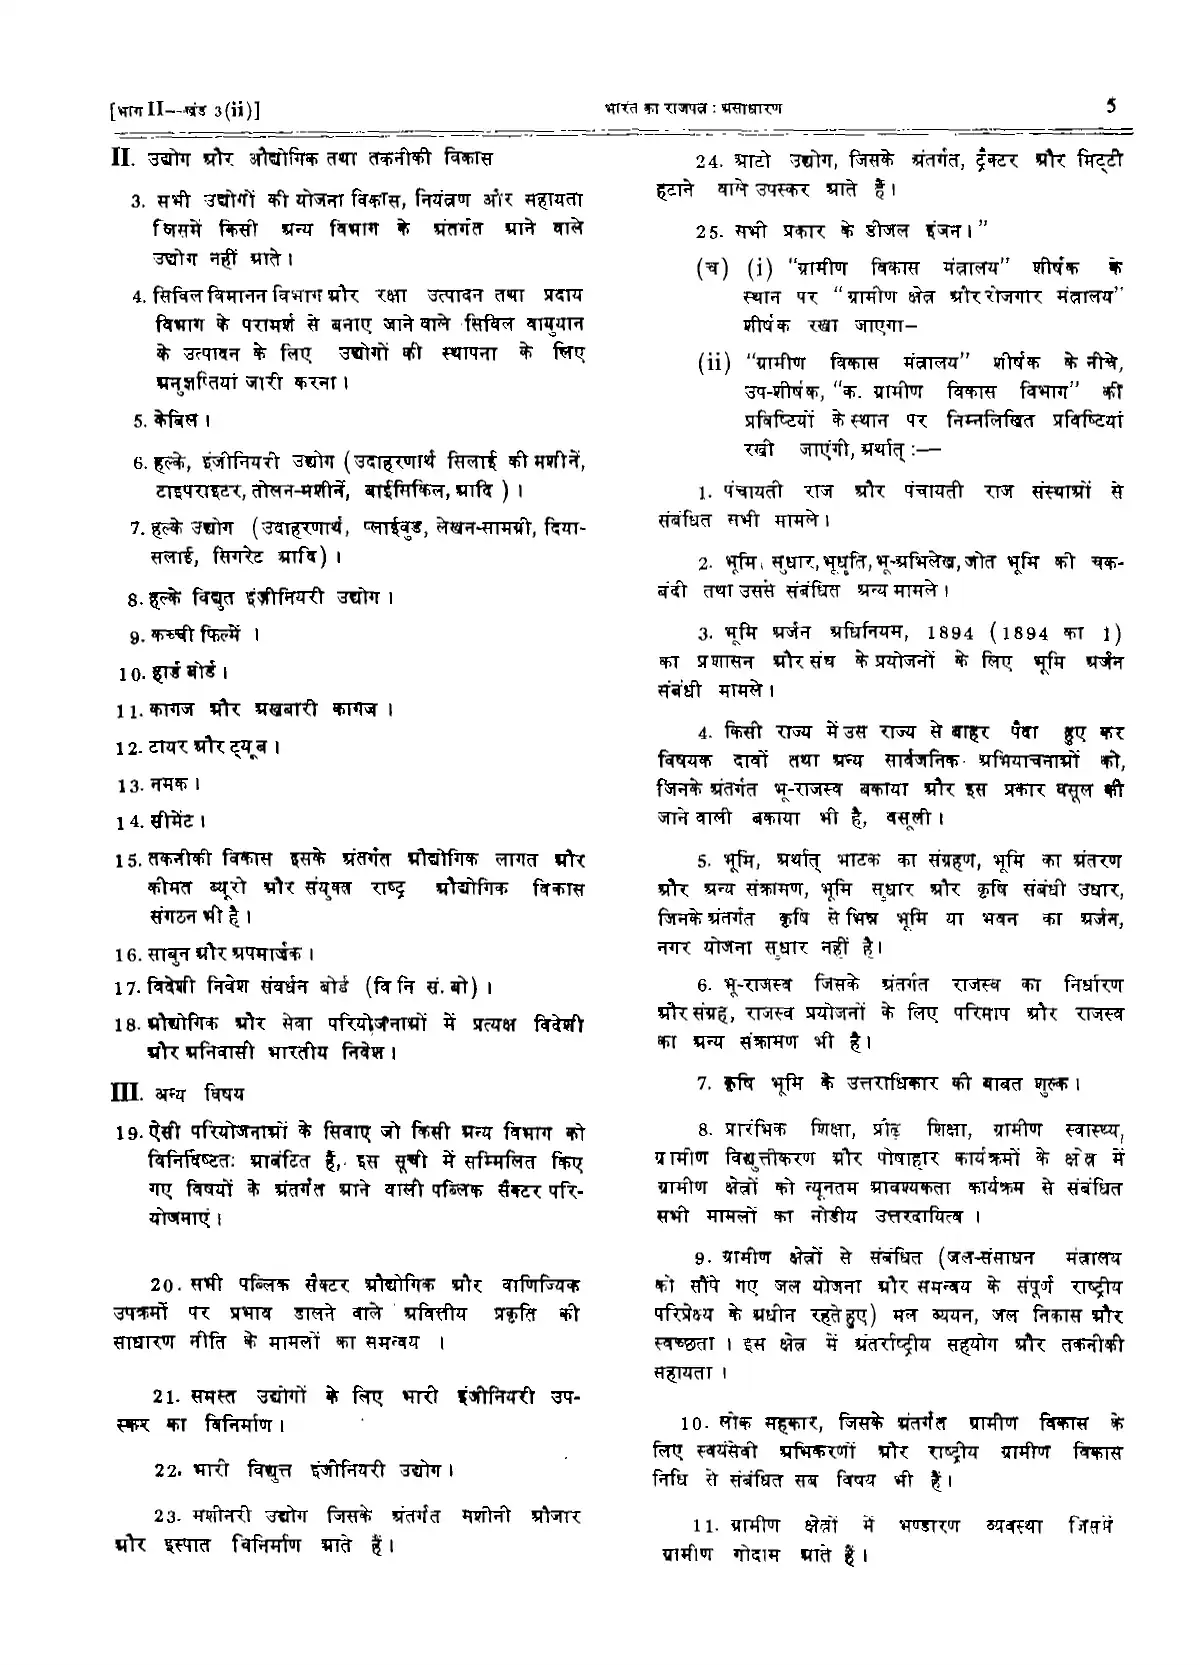 [भाग II--खंड 3(ii)]
भारत का राजपत्र : असाधारण
5
II. उद्योग और औद्योगिक तथा तकनीकी विकास
3. सभी उद्योगों की योजना विकास, नियंत्रण और सहायता
जिसमें किसी अन्य विभाग के अंतर्गत आने वाले
उद्योग नहीं आते।
4. सिविल विमानन विभाग और रक्षा उत्पादन तथा प्रदाय
विभाग के परामर्श से बनाए जाने वाले सिविल वायुयान
के उत्पादन के लिए उद्योगों की स्थापना के लिए
अनुज्ञप्तियां जारी करना।
5. केबिल।
6. हल्के, इंजीनियरी उद्योग (उदाहरणार्थ सिलाई की मशीनें,
टाइपराइटर, तोलन-मशीनें, बाईसिकिल, आदि )।
7. हल्के उद्योग (उदाहरणार्थ, प्लाईवुड, लेखन-सामग्री, दिया-
सलाई, सिगरेट आदि)।
8. हल्के विद्युत इंजीनियरी उद्योग।
9. कच्ची फिल्में ।
10. हार्ड बोर्ड।
11. कागज और अखबारी कागज।
12. टायर और ट्यूब।
13. नमक।
14. सीमेंट।
15. तकनीकी विकास इसके अंतर्गत औद्योगिक लागत और
कीमत ब्यूरो और संयुक्त राष्ट्र औद्योगिक विकास
संगठन भी है।
16. साबुन और अपमार्जक।
17. विदेशी निवेश संवर्धन बोर्ड (वि नि सं. बो)।
18. औद्योगिक और सेवा परियोजनाओं में प्रत्यक्ष विदेशी
और अनिवासी भारतीय निवेश।
III. अन्य विषय
19. ऐसी परियोजनाओं के सिवाए जो किसी अन्य विभाग को
विनिर्दिष्टतः आबंटित हैं, इस सूची में सम्मिलित किए
गए विषयों के अंतर्गत आने वाली पब्लिक सैक्टर परि-
योजनाएं।
20. सभी पब्लिक सैक्टर औद्योगिक और वाणिज्यिक
उपक्रमों पर प्रभाव डालने वाले अवित्तीय प्रकृति की
साधारण नीति के मामलों का समन्वय ।
21. समस्त उद्योगों के लिए भारी इंजीनियरी उप-
स्कर का विनिर्माण।
22. भारी विद्युत्त इंजीनियरी उद्योग।
23. मशीनरी उद्योग जिसके अंतर्गत मशीनी औजार
और इस्पात विनिर्माण आते हैं।
24. आटो उद्योग, जिसके अंतर्गत, ट्रैक्टर और मिट्टी
हटाने वाले उपस्कर आते हैं।
25. सभी प्रकार के डीजल इंजन।”
(च) (i) “ग्रामीण विकास मंत्रालय” शीर्षक के
स्थान पर “ग्रामीण क्षेत्र और रोजगार मंत्रालय”
शीर्षक रखा जाएगा—
(ii) “ग्रामीण विकास मंत्रालय” शीर्षक के नीचे,
उप-शीर्षक, “क. ग्रामीण विकास विभाग” की
प्रविष्टियों के स्थान पर निम्नलिखित प्रविष्टियां
रखी जाएंगी, अर्थात् :—
1. पंचायती राज और पंचायती राज संस्थाओं से
संबंधित सभी मामले।
2. भूमि, सुधार, भूधृति, भू-अभिलेख, जोत भूमि की चक-
बंदी तथा उससे संबंधित अन्य मामले।
3. भूमि अर्जन अधिनियम, 1894 (1894 का 1)
का प्रशासन और संघ के प्रयोजनों के लिए भूमि अर्जन
संबंधी मामले।
4. किसी राज्य में उस राज्य से बाहर पैदा हुए कर
विषयक दावों तथा अन्य सार्वजनिक अभियाचनाओं को,
जिनके अंतर्गत भू-राजस्व बकाया और इस प्रकार वसूल की
जाने वाली बकाया भी है, वसूली।
5. भूमि, अर्थात् भाटक का संग्रहण, भूमि का अंतरण
और अन्य संक्रामण, भूमि सुधार और कृषि संबंधी उधार,
जिनके अंतर्गत कृषि से भिन्न भूमि या भवन का अर्जन,
नगर योजना सुधार नहीं है।
6. भू-राजस्व जिसके अंतर्गत राजस्व का निर्धारण
और संग्रह, राजस्व प्रयोजनों के लिए परिमाप और राजस्व
का अन्य संक्रामण भी है।
7. कृषि भूमि के उत्तराधिकार की बाबत शुल्क।
8. प्रारंभिक शिक्षा, प्रौढ़ शिक्षा, ग्रामीण स्वास्थ्य,
ग्रामीण विद्युत्तीकरण और पोषाहार कार्यक्रमों के क्षेत्र में
ग्रामीण क्षेत्रों को न्यूनतम आवश्यकता कार्यक्रम से संबंधित
सभी मामलों का नोडीय उत्तरदायित्व ।
9. ग्रामीण क्षेत्रों से संबंधित (जल-संसाधन मंत्रालय
को सौंपे गए जल योजना और समन्वय के संपूर्ण राष्ट्रीय
परिप्रेक्ष्य के अधीन रहते हुए) मल व्ययन, जल निकास और
स्वच्छता । इस क्षेत्र में अंतर्राष्ट्रीय सहयोग और तकनीकी
सहायता ।
10. लोक सहकार, जिसके अंतर्गत ग्रामीण विकास के
लिए स्वयंसेवी अभिकरणों और राष्ट्रीय ग्रामीण विकास
निधि से संबंधित सब विषय भी हैं।
11. ग्रामीण क्षेत्रों में भण्डारण व्यवस्था जिसमें
ग्रामीण गोदाम आते हैं।